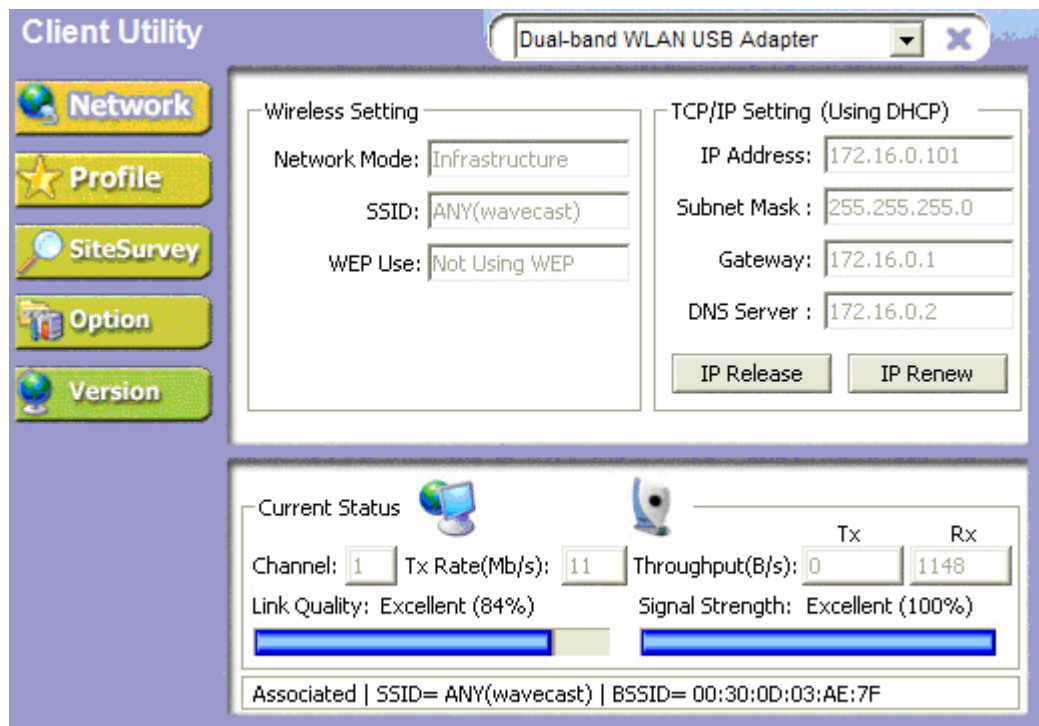 Client Utility
Dual-band WLAN USB Adapter
Network
Profile
SiteSurvey
Option
Version
Wireless Setting
Network Mode: Infrastructure
SSID: ANY(wavecast)
WEP Use: Not Using WEP
TCP/IP Setting (Using DHCP)
IP Address: 172.16.0.101
Subnet Mask : 255.255.255.0
Gateway: 172.16.0.1
DNS Server : 172.16.0.2
IP Release IP Renew
Current Status
Tx Rx
Channel: 1 Tx Rate(Mb/s): 11 Throughput(B/s): 0 1148
Link Quality: Excellent (84%) Signal Strength: Excellent (100%)
Associated | SSID= ANY(wavecast) | BSSID= 00:30:0D:03:AE:7F